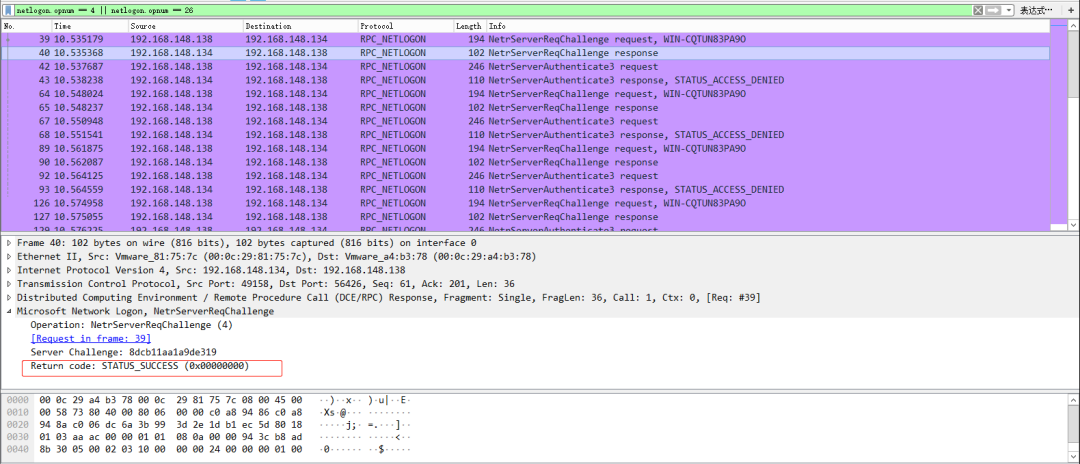 netlogon.opnum == 4 || netlogon.opnum == 26 表达式… +
No. Time Source Destination Protocol Length Info
39 10.535179 192.168.148.138 192.168.148.134 RPC_NETLOGON 194 NetrServerReqChallenge request, WIN-CQTUN83PA9O
40 10.535368 192.168.148.134 192.168.148.138 RPC_NETLOGON 102 NetrServerReqChallenge response
42 10.537687 192.168.148.138 192.168.148.134 RPC_NETLOGON 246 NetrServerAuthenticate3 request
43 10.538238 192.168.148.134 192.168.148.138 RPC_NETLOGON 110 NetrServerAuthenticate3 response, STATUS_ACCESS_DENIED
64 10.548024 192.168.148.138 192.168.148.134 RPC_NETLOGON 194 NetrServerReqChallenge request, WIN-CQTUN83PA9O
65 10.548237 192.168.148.134 192.168.148.138 RPC_NETLOGON 102 NetrServerReqChallenge response
67 10.550948 192.168.148.138 192.168.148.134 RPC_NETLOGON 246 NetrServerAuthenticate3 request
68 10.551541 192.168.148.134 192.168.148.138 RPC_NETLOGON 110 NetrServerAuthenticate3 response, STATUS_ACCESS_DENIED
89 10.561875 192.168.148.138 192.168.148.134 RPC_NETLOGON 194 NetrServerReqChallenge request, WIN-CQTUN83PA9O
90 10.562087 192.168.148.134 192.168.148.138 RPC_NETLOGON 102 NetrServerReqChallenge response
92 10.564125 192.168.148.138 192.168.148.134 RPC_NETLOGON 246 NetrServerAuthenticate3 request
93 10.564559 192.168.148.134 192.168.148.138 RPC_NETLOGON 110 NetrServerAuthenticate3 response, STATUS_ACCESS_DENIED
126 10.574958 192.168.148.138 192.168.148.134 RPC_NETLOGON 194 NetrServerReqChallenge request, WIN-CQTUN83PA9O
127 10.575055 192.168.148.134 192.168.148.138 RPC_NETLOGON 102 NetrServerReqChallenge response
129 10.576225 192.168.148.138 192.168.148.134 RPC_NETLOGON 246 NetrServerAuthenticate3 request
Frame 40: 102 bytes on wire (816 bits), 102 bytes captured (816 bits) on interface 0
Ethernet II, Src: Vmware_81:75:7c (00:0c:29:81:75:7c), Dst: Vmware_a4:b3:78 (00:0c:29:a4:b3:78)
Internet Protocol Version 4, Src: 192.168.148.134, Dst: 192.168.148.138
Transmission Control Protocol, Src Port: 49158, Dst Port: 56426, Seq: 61, Ack: 201, Len: 36
Distributed Computing Environment / Remote Procedure Call (DCE/RPC) Response, Fragment: Single, FragLen: 36, Call: 1, Ctx: 0, [Req: #39]
Microsoft Network Logon, NetrServerReqChallenge
Operation: NetrServerReqChallenge (4)
[Request in frame: 39]
Server Challenge: 8dcb11aa1a9de319
Return code: STATUS_SUCCESS (0x00000000)
0000 00 0c 29 a4 b3 78 00 0c 29 81 75 7c 08 00 45 00 ··)··x·· )·u|··E·
0010 00 58 73 80 40 00 80 06 00 00 c0 a8 94 86 c0 a8 ·Xs·@··· ········
0020 94 8a c0 06 dc 6a 3b 99 3d 2e 1d b1 ec 5d 80 18 ·····j;· =.···]··
0030 01 03 aa ac 00 00 01 01 08 0a 00 00 94 3c b8 ad ········ ·····<··
0040 8b 30 05 00 02 03 10 00 00 00 24 00 00 00 01 00 ·0······ ··$·····